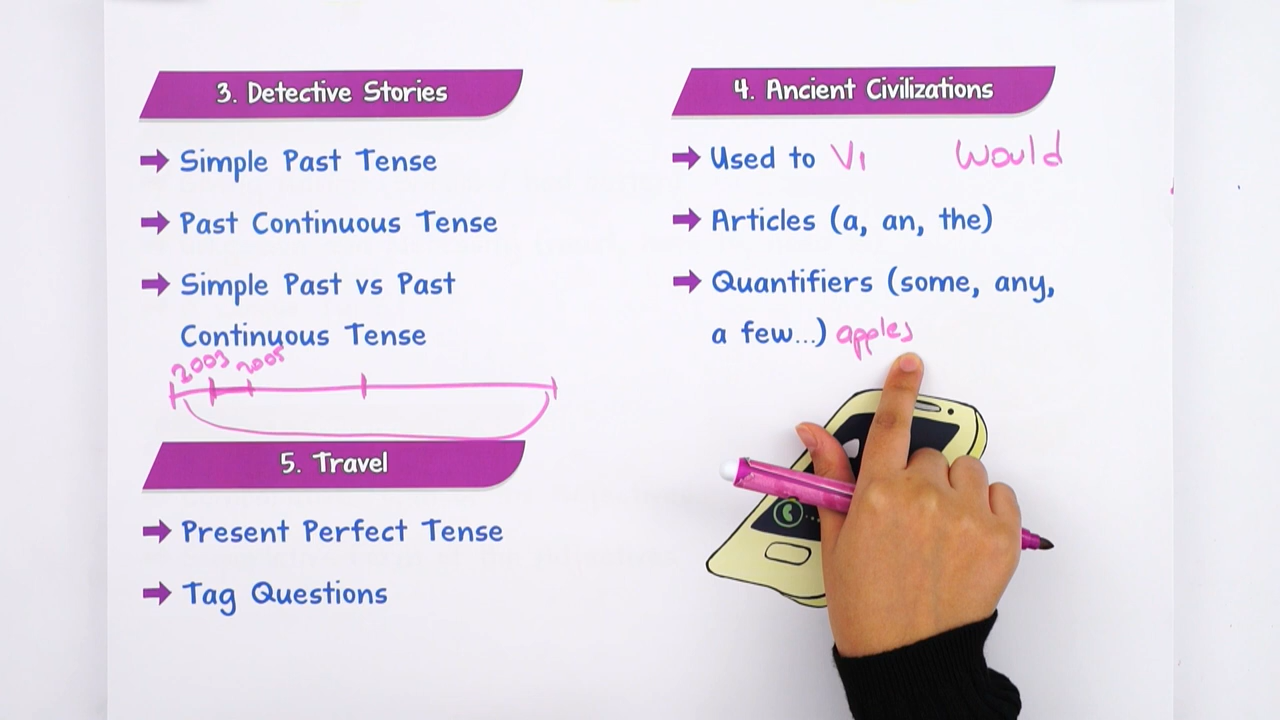 3. Detective Stories
Simple Past Tense
Past Continuous Tense
Simple Past vs Past
Continuous Tense
2003 2005
5. Travel
Present Perfect Tense
Tag Questions
4. Ancient Civilizations
Used to V1 would
Articles (a, an, the)
Quantifiers (some, any,
a few...) apples